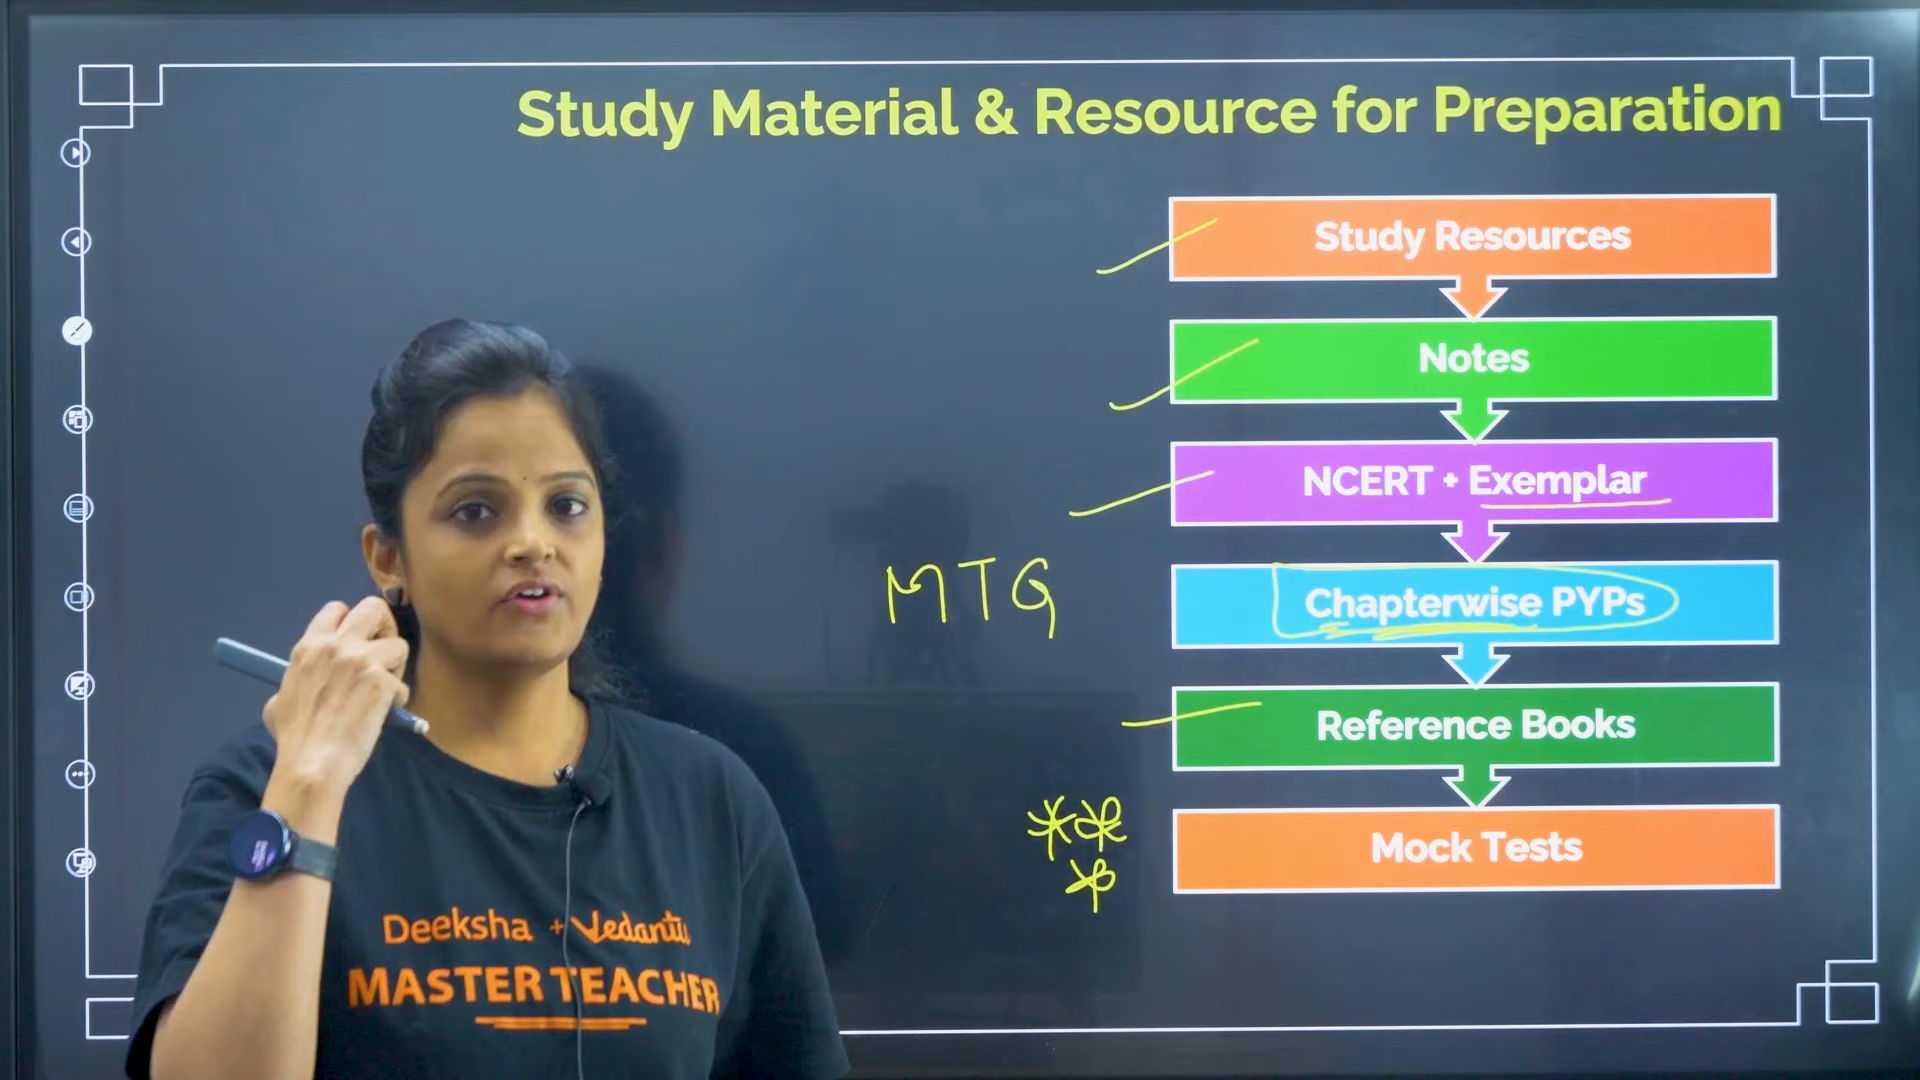 Study Material & Resource for Preparation
Study Resources
Notes
NCERT + Exemplar
MTG
Chapterwise PYPs
Reference Books
Mock Tests
Deeksha + Vedantu
MASTER TEACHER